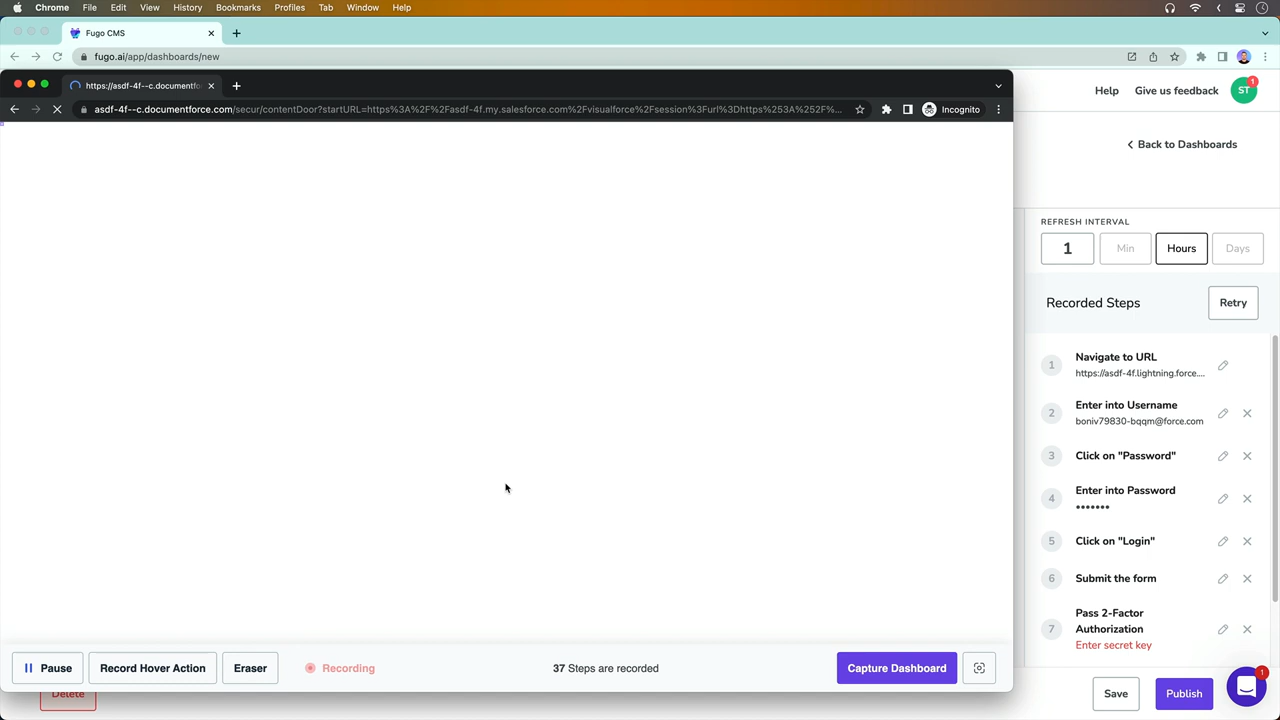 Chrome File Edit View History Bookmarks Profiles Tab Window Help
Fugo CMS
fugo.ai/app/dashboards/new
https://asdf-4f--c.documentfo
asdf-4f--c.documentforce.com/secur/contentDoor?startURL=https%3A%2F%2Fasdf-4f.my.salesforce.com%2Fvisualforce%2Fsession%3Furl%3Dhttps%253A%252F%...
Incognito
Help Give us feedback ST 1
Back to Dashboards
REFRESH INTERVAL
1 Min Hours Days
Recorded Steps Retry
1 Navigate to URL
https://asdf-4f.lightning.force....
2 Enter into Username
boniv79830-bqqm@force.com
3 Click on "Password"
4 Enter into Password
•••••••
5 Click on "Login"
6 Submit the form
7 Pass 2-Factor
Authorization
Enter secret key
Pause Record Hover Action Eraser Recording 37 Steps are recorded Capture Dashboard
Delete Save Publish 1